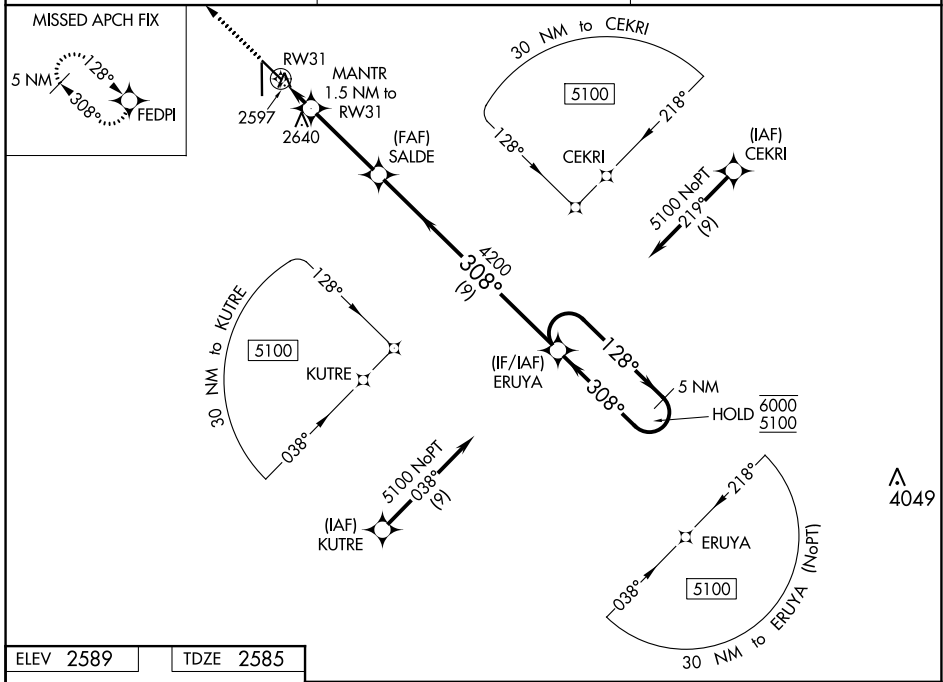 MISSED APCH FIX
5 NM
128°
308°
FEDPI
RW31
2597
MANTR
1.5 NM to
RW31
2640
(FAF)
SALDE
30 NM to CEKRI
5100
128°
218°
CEKRI
(IAF)
CEKRI
5100 NoPT
219°
(9)
4200
308°
(9)
30 NM to KUTRE
5100
128°
KUTRE
038°
(IF/IAF)
ERUYA
128°
308°
5 NM
HOLD
6000
5100
5100 NoPT
038°
(9)
(IAF)
KUTRE
4049
218°
ERUYA
038°
5100
30 NM to ERUYA (NoPT)
ELEV 2589
TDZE 2585